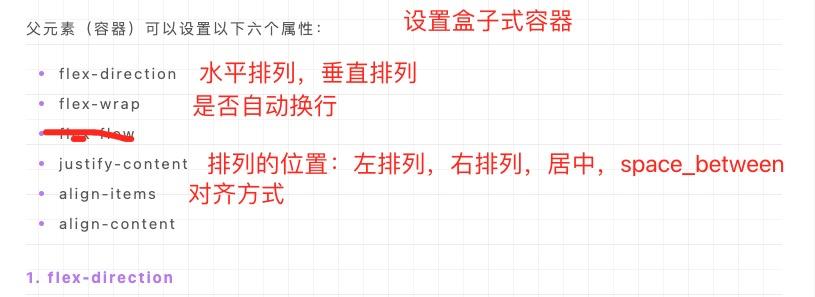 父元素（容器）可以设置以下六个属性： 设置盒子式容器
flex-direction 水平排列，垂直排列
flex-wrap 是否自动换行
flex-flow
justify-content 排列的位置：左排列，右排列，居中，space_between
align-items 对齐方式
align-content
1. flex-direction